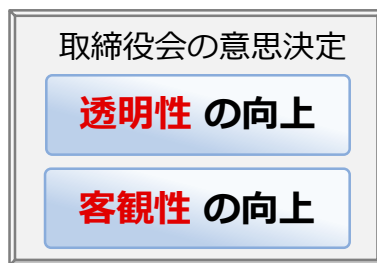 取締役会の意思決定
透明性 の向上
客観性 の向上